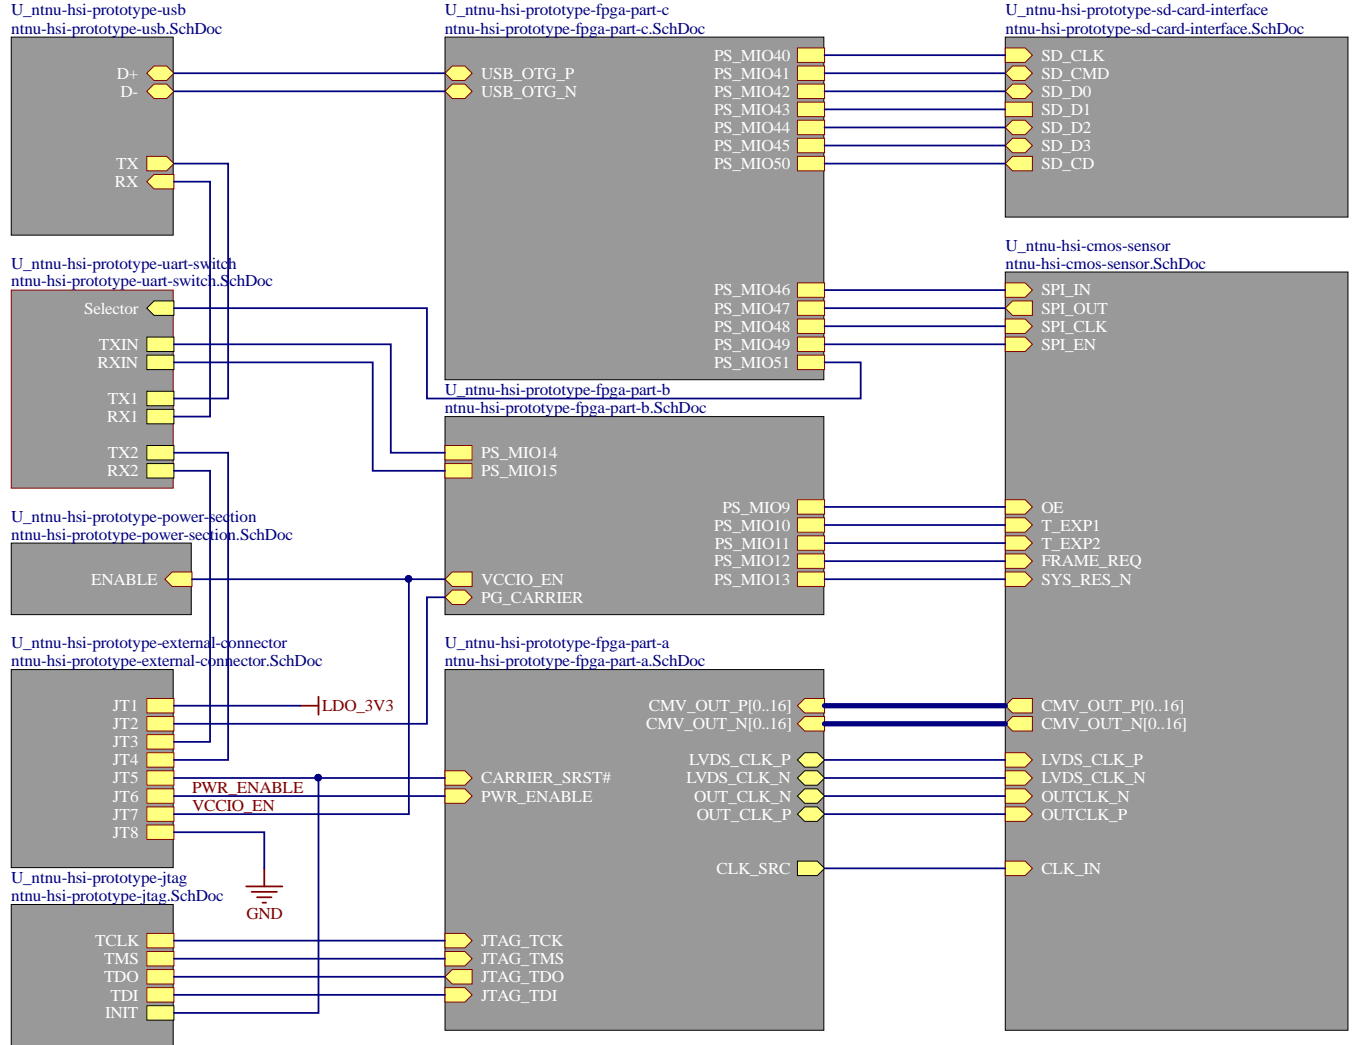 U_ntnu-hsi-prototype-usb
ntnu-hsi-prototype-usb.SchDoc
D+
D-
TX
RX
U_ntnu-hsi-prototype-uart-switch
ntnu-hsi-prototype-uart-switch.SchDoc
Selector
TXIN
RXIN
TX1
RX1
TX2
RX2
U_ntnu-hsi-prototype-power-section
ntnu-hsi-prototype-power-section.SchDoc
ENABLE
U_ntnu-hsi-prototype-external-connector
ntnu-hsi-prototype-external-connector.SchDoc
JT1
JT2
JT3
JT4
JT5
JT6
JT7
JT8
LDO_3V3
PWR_ENABLE
VCCIO_EN
GND
U_ntnu-hsi-prototype-jtag
ntnu-hsi-prototype-jtag.SchDoc
TCLK
TMS
TDO
TDI
INIT
U_ntnu-hsi-prototype-fpga-part-c
ntnu-hsi-prototype-fpga-part-c.SchDoc
USB_OTG_P
USB_OTG_N
PS_MIO40
PS_MIO41
PS_MIO42
PS_MIO43
PS_MIO44
PS_MIO45
PS_MIO50
PS_MIO46
PS_MIO47
PS_MIO48
PS_MIO49
PS_MIO51
U_ntnu-hsi-prototype-fpga-part-b
ntnu-hsi-prototype-fpga-part-b.SchDoc
PS_MIO14
PS_MIO15
PS_MIO9
PS_MIO10
PS_MIO11
PS_MIO12
PS_MIO13
VCCIO_EN
PG_CARRIER
U_ntnu-hsi-prototype-fpga-part-a
ntnu-hsi-prototype-fpga-part-a.SchDoc
CMV_OUT_P[0..16]
CMV_OUT_N[0..16]
LVDS_CLK_P
LVDS_CLK_N
OUT_CLK_N
OUT_CLK_P
CLK_SRC
CARRIER_SRST#
PWR_ENABLE
JTAG_TCK
JTAG_TMS
JTAG_TDO
JTAG_TDI
U_ntnu-hsi-prototype-sd-card-interface
ntnu-hsi-prototype-sd-card-interface.SchDoc
SD_CLK
SD_CMD
SD_D0
SD_D1
SD_D2
SD_D3
SD_CD
U_ntnu-hsi-cmos-sensor
ntnu-hsi-cmos-sensor.SchDoc
SPI_IN
SPI_OUT
SPI_CLK
SPI_EN
OE
T_EXP1
T_EXP2
FRAME_REQ
SYS_RES_N
CMV_OUT_P[0..16]
CMV_OUT_N[0..16]
LVDS_CLK_P
LVDS_CLK_N
OUTCLK_N
OUTCLK_P
CLK_IN